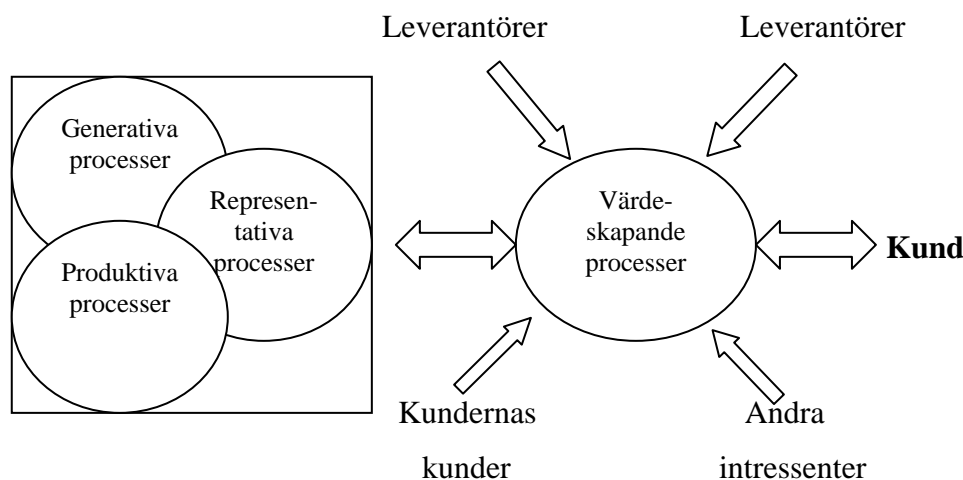 Leverantörer
Leverantörer
Generativa
processer
Represen-
tativa
processer
Produktiva
processer
Värde-
skapande
processer
Kund
Kundernas
kunder
Andra
intressenter